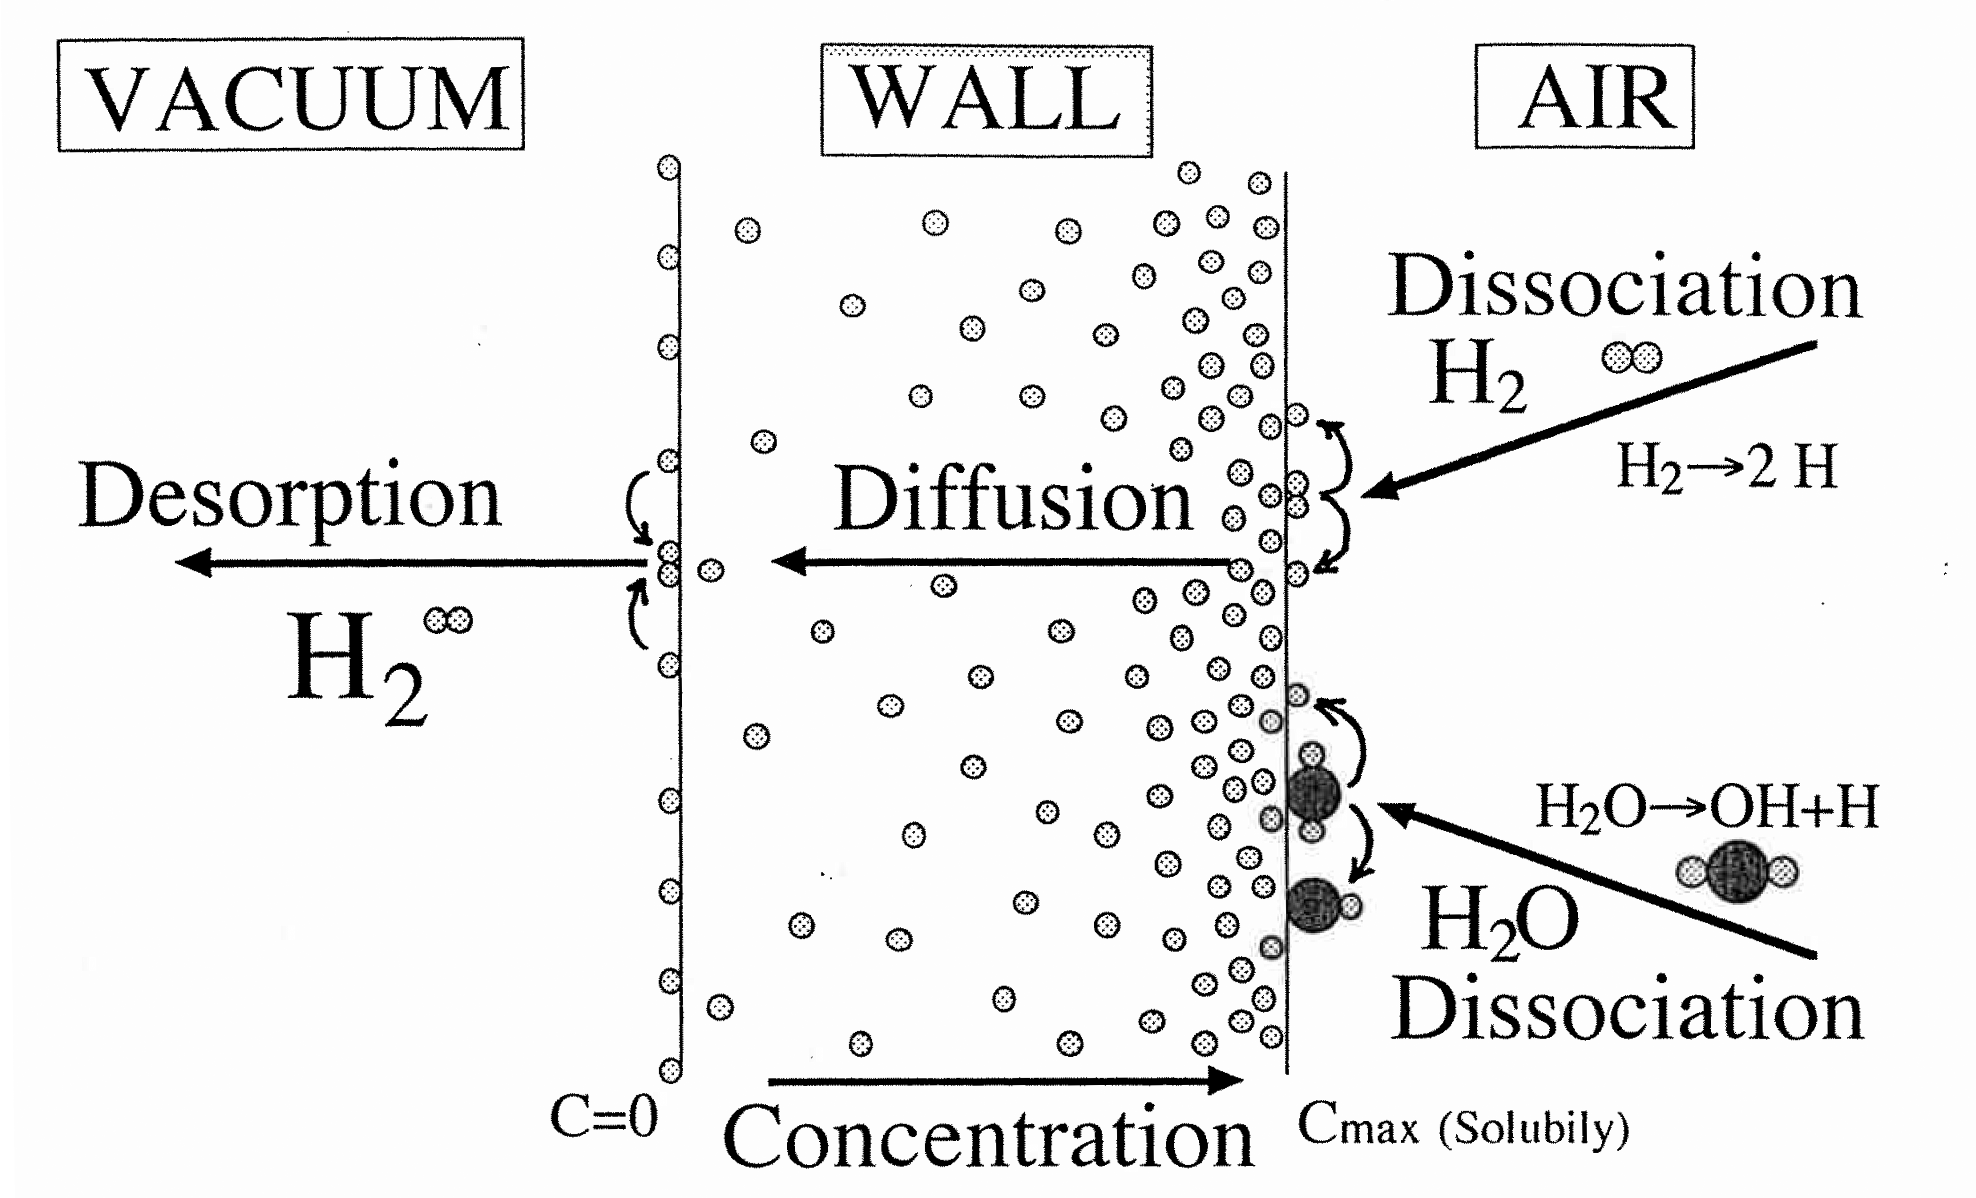 VACUUM
WALL
AIR
Dissociation
H₂
H₂→2 H
Desorption
H₂
Diffusion
H₂O→OH+H
H₂O
Dissociation
C=0
Concentration
Cmax (Solubily)